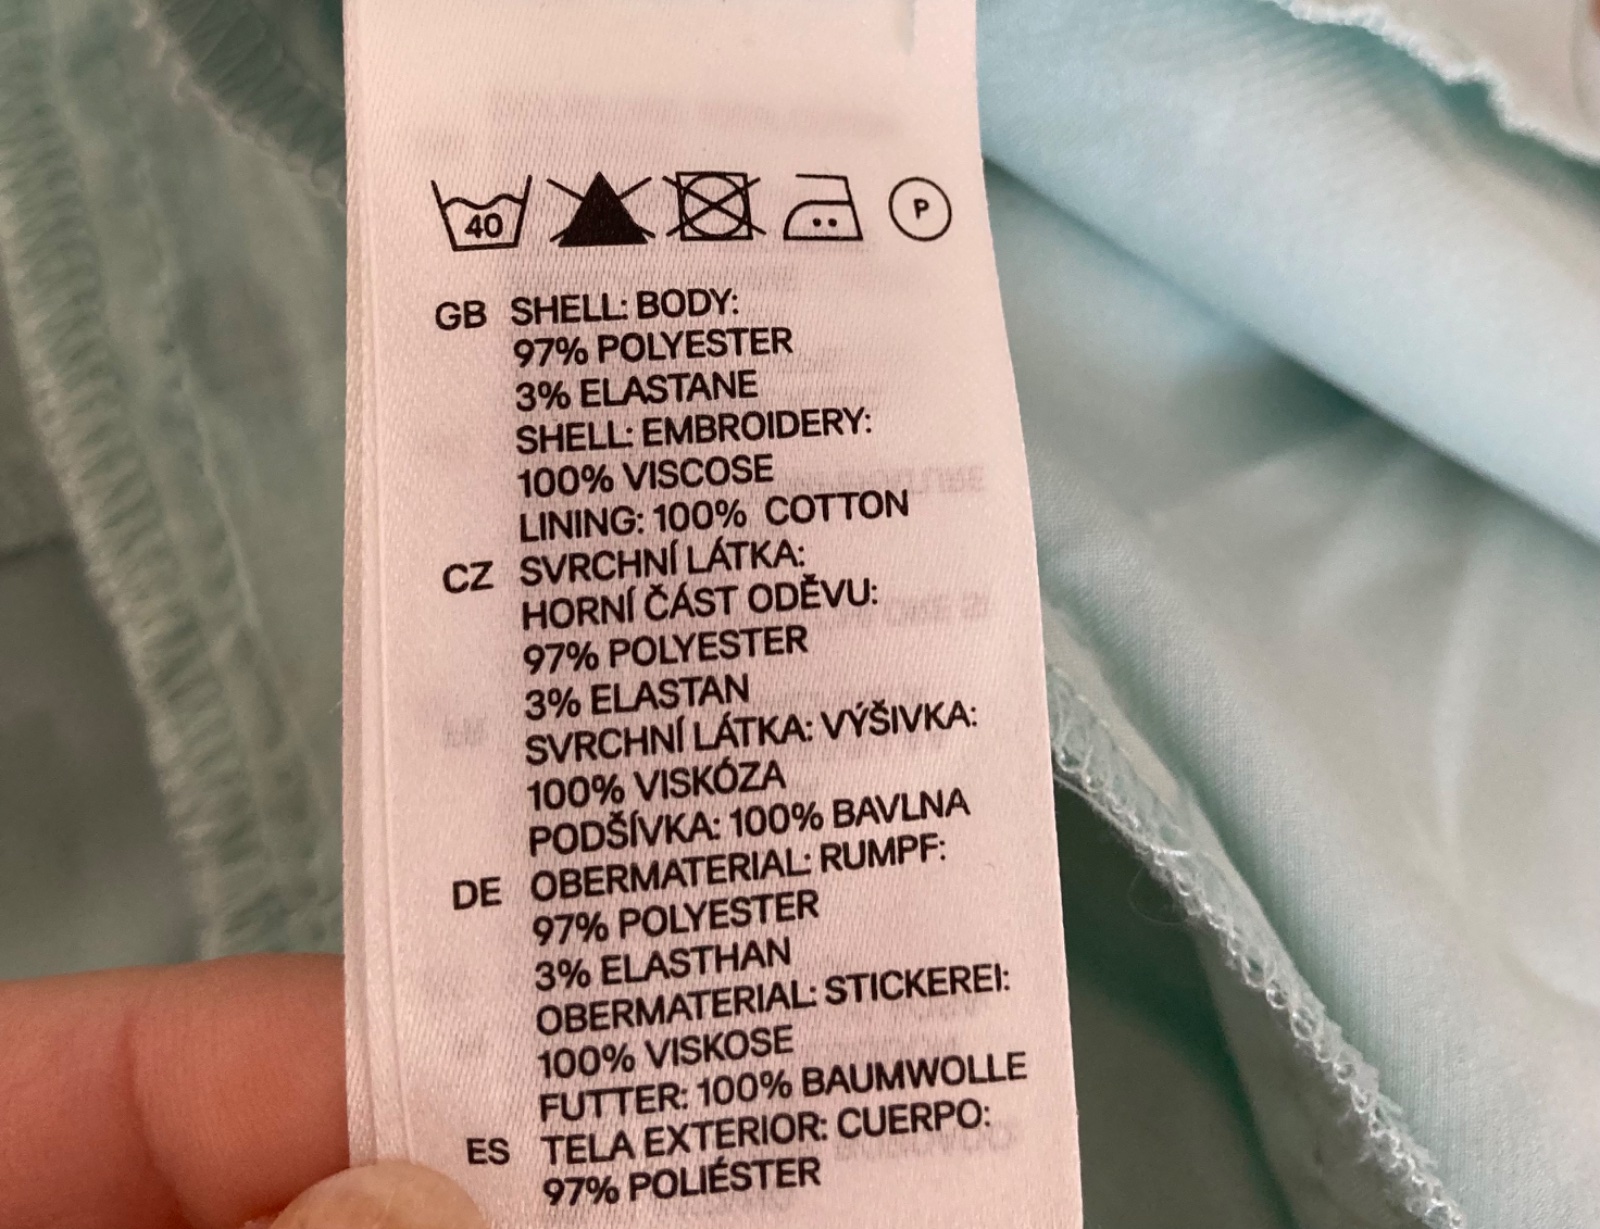 40 P
GB SHELL: BODY:
97% POLYESTER
3% ELASTANE
SHELL: EMBROIDERY:
100% VISCOSE
LINING: 100% COTTON
CZ SVRCHNÍ LÁTKA:
HORNÍ ČÁST ODĚVU:
97% POLYESTER
3% ELASTAN
SVRCHNÍ LÁTKA: VÝŠIVKA:
100% VISKÓZA
PODŠÍVKA: 100% BAVLNA
DE OBERMATERIAL: RUMPF:
97% POLYESTER
3% ELASTHAN
OBERMATERIAL: STICKEREI:
100% VISKOSE
FUTTER: 100% BAUMWOLLE
ES TELA EXTERIOR: CUERPO:
97% POLIÉSTER